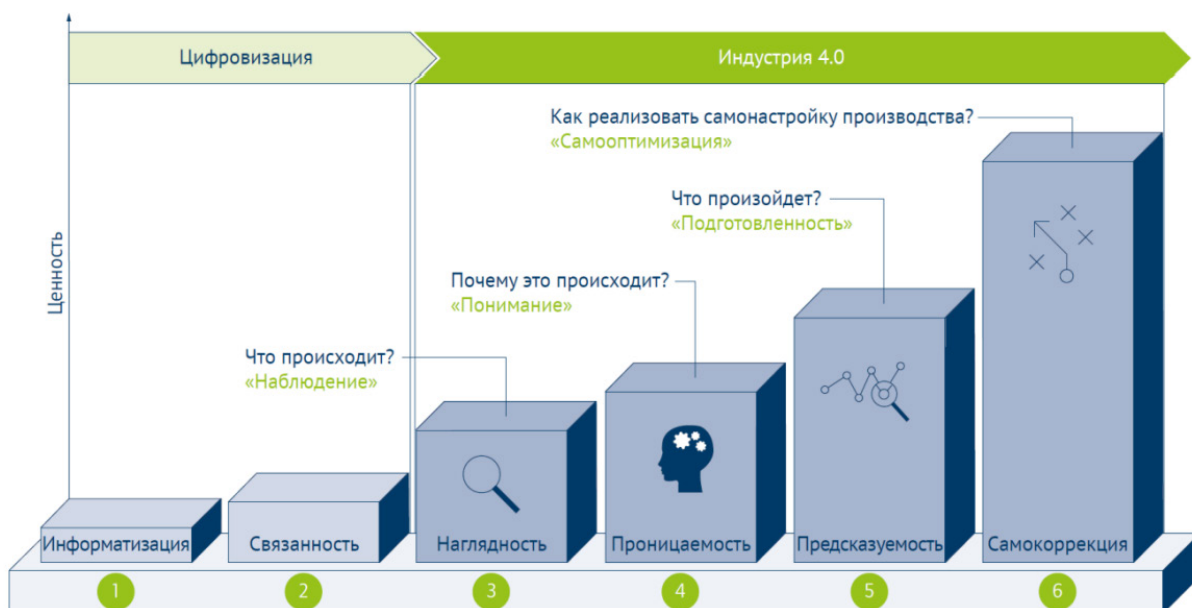 Цифровизация
Индустрия 4.0
Ценность
Как реализовать самонастройку производства?
«Самооптимизация»
Что произойдет?
«Подготовленность»
Почему это происходит?
«Понимание»
Что происходит?
«Наблюдение»
Информатизация
Связанность
Наглядность
Проницаемость
Предсказуемость
Самокоррекция
1
2
3
4
5
6